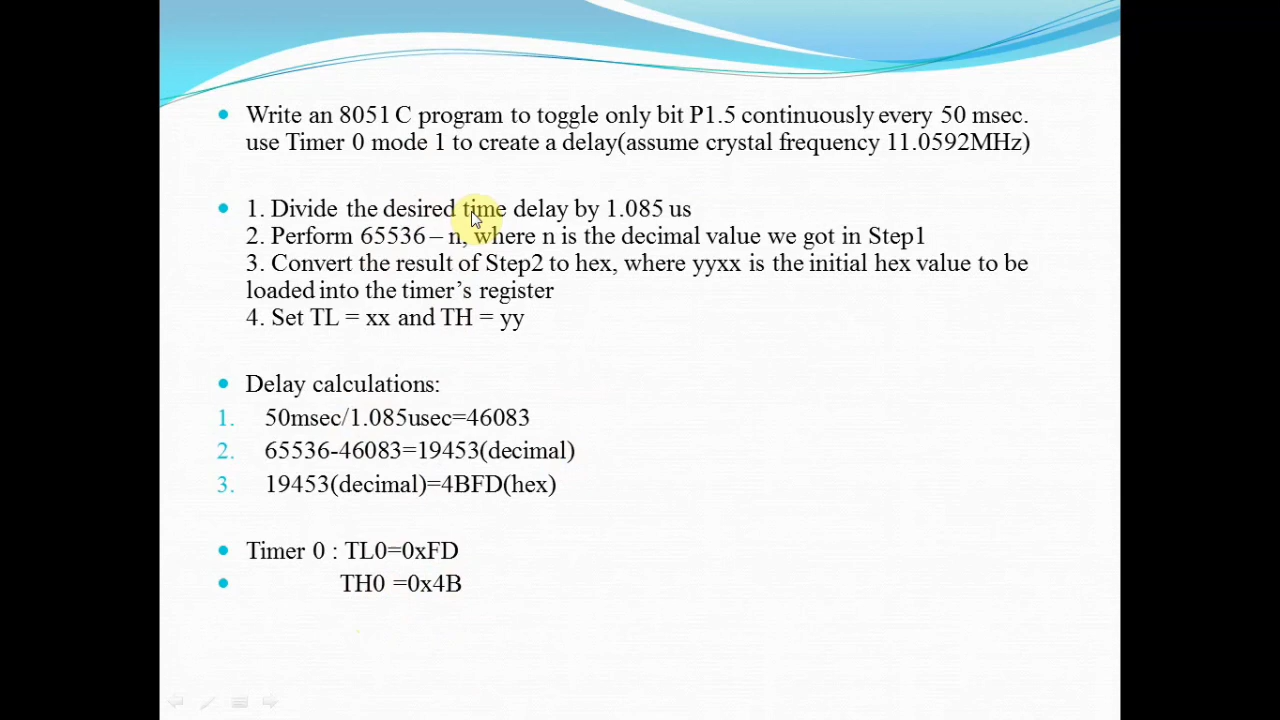 Write an 8051 C program to toggle only bit P1.5 continuously every 50 msec.
use Timer 0 mode 1 to create a delay(assume crystal frequency 11.0592MHz)
1. Divide the desired time delay by 1.085 us
2. Perform 65536 – n, where n is the decimal value we got in Step1
3. Convert the result of Step2 to hex, where yyxx is the initial hex value to be
loaded into the timer’s register
4. Set TL = xx and TH = yy
Delay calculations:
1. 50msec/1.085usec=46083
2. 65536-46083=19453(decimal)
3. 19453(decimal)=4BFD(hex)
Timer 0 : TL0=0xFD
TH0 =0x4B